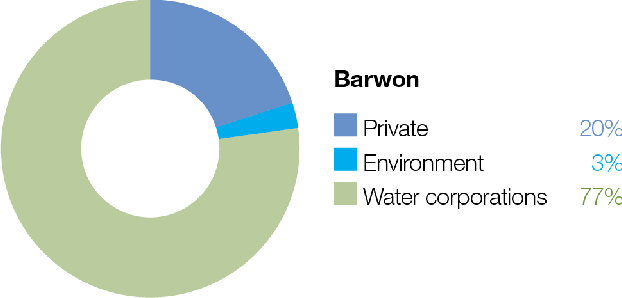 Barwon
Private 20%
Environment 3%
Water corporations 77%